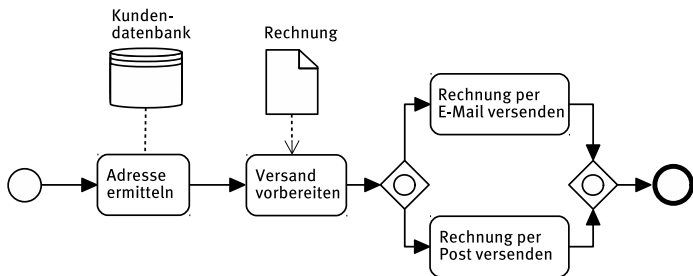 Kunden-
datenbank
Rechnung
Adresse
ermitteln
Versand
vorbereiten
Rechnung per
E-Mail versenden
Rechnung per
Post versenden